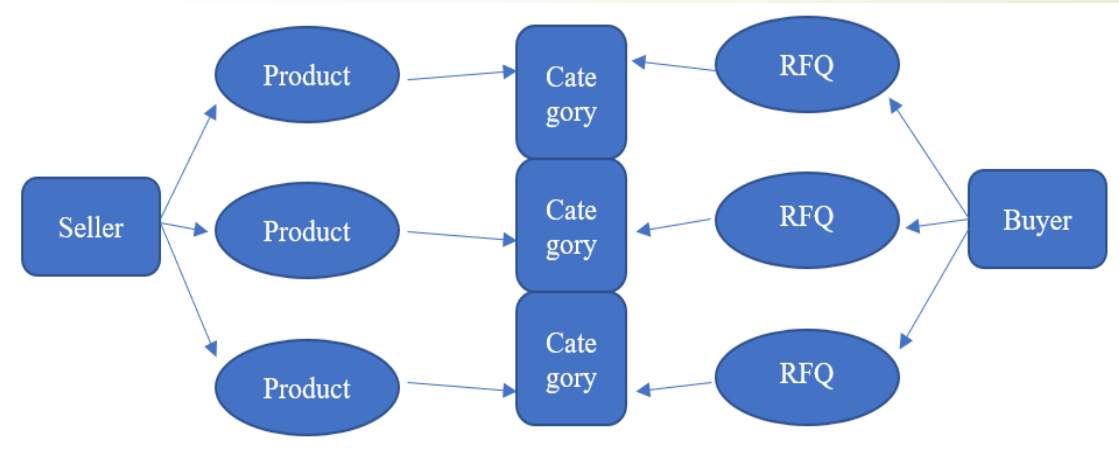 Product
Cate
gory
RFQ
Seller
Product
Cate
gory
RFQ
Buyer
Product
Cate
gory
RFQ